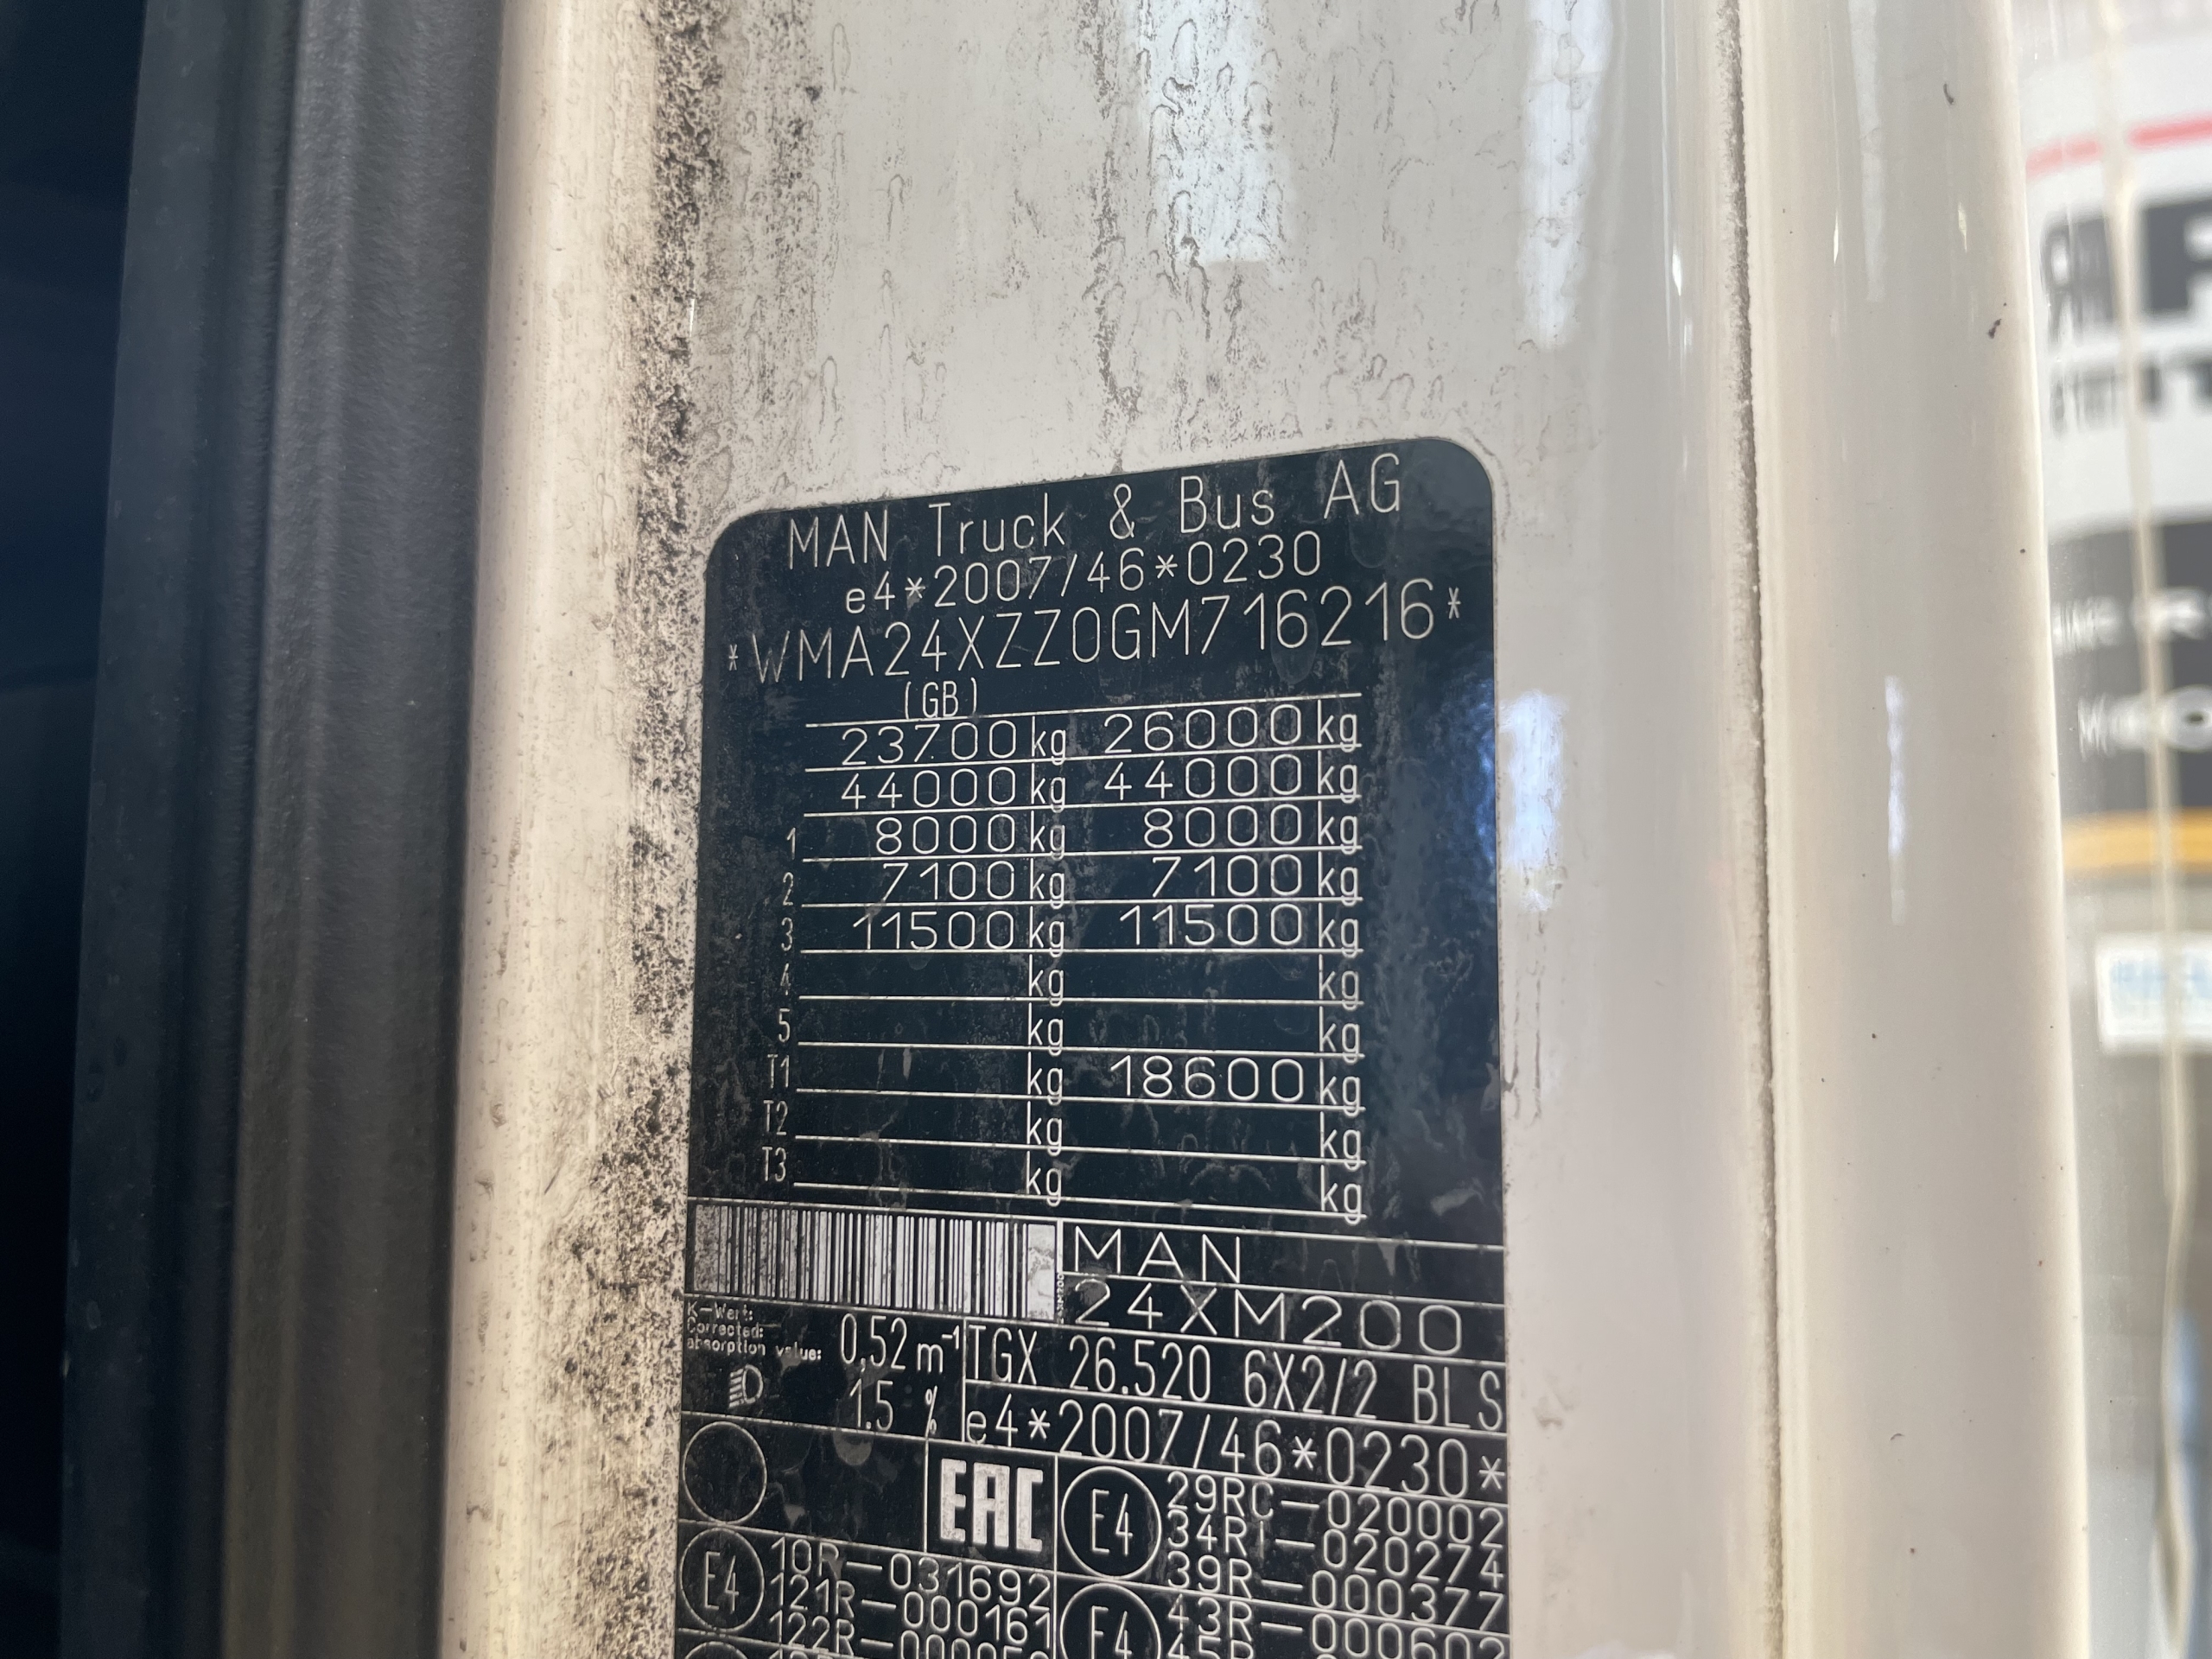 MAN Truck & Bus AG
e4*2007/46*0230
*WMA24XZZ0GM716216*
(GB)
23700 kg 26000 kg
44000 kg 44000 kg
1 8000 kg 8000 kg
2 7100 kg 7100 kg
3 11500 kg 11500 kg
4 kg kg
5 kg kg
T1 kg 18600 kg
T2 kg kg
T3 kg kg
MAN
24XM200
K-Wert:
Corrected:
absorption value: 0,52 m-1
TGX 26.520 6X2/2 BLS
1.5 %
e4*2007/46*0230*
EAC
E4
29RC-020002
34RI-020274
39R-000377
E4
10R-031692
121R-000161
122R-
E4
43R-000602
45R